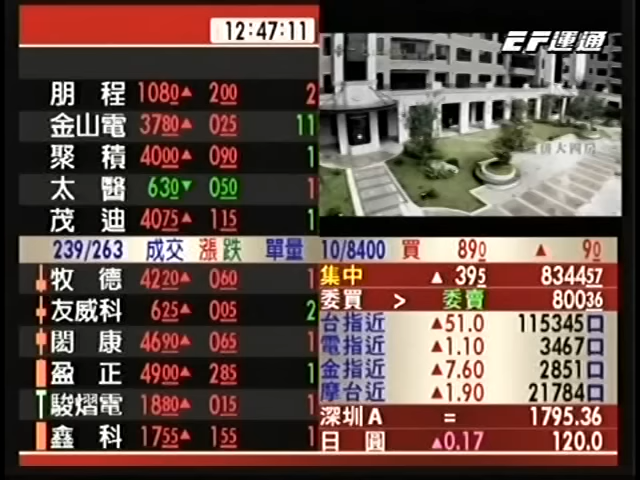 12:47:11
EF運通
朋程 1080▲ 200 2
金山電 3780▲ 025 11
聚積 4000▲ 090 1
太醫 630▼ 050 1
茂迪 4075▲ 115 1
239/263 成交 漲跌 單量
牧德 4220▲ 060 1
友威科 625▲ 005 2
閎康 4690▲ 065 1
盈正 4900▲ 285 1
駿熠電 1880▲ 015 1
鑫科 1755▲ 155 1
10/8400 買 890 ▲ 90
集中 ▲ 395 834457
委買 > 委賣 80036
台指近 ▲51.0 115345口
電指近 ▲1.10 3467口
金指近 ▲7.60 2851口
摩台近 ▲1.90 21784口
深圳A = 1795.36
日圓 ▲0.17 120.0